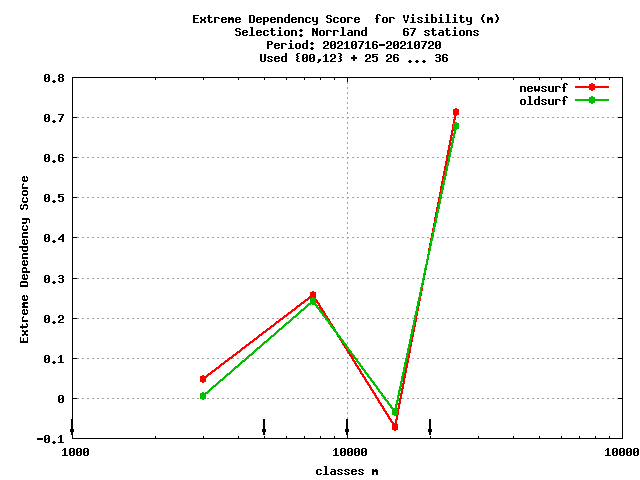 Extreme Dependency Score  for Visibility (m)
Selection: Norrland     67 stations
Period: 20210716-20210720
Used {00,12} + 25 26 ... 36
newsurf
oldsurf
Extreme Dependency Score
0.8
0.7
0.6
0.5
0.4
0.3
0.2
0.1
0
-0.1
1000
10000
10000
classes m